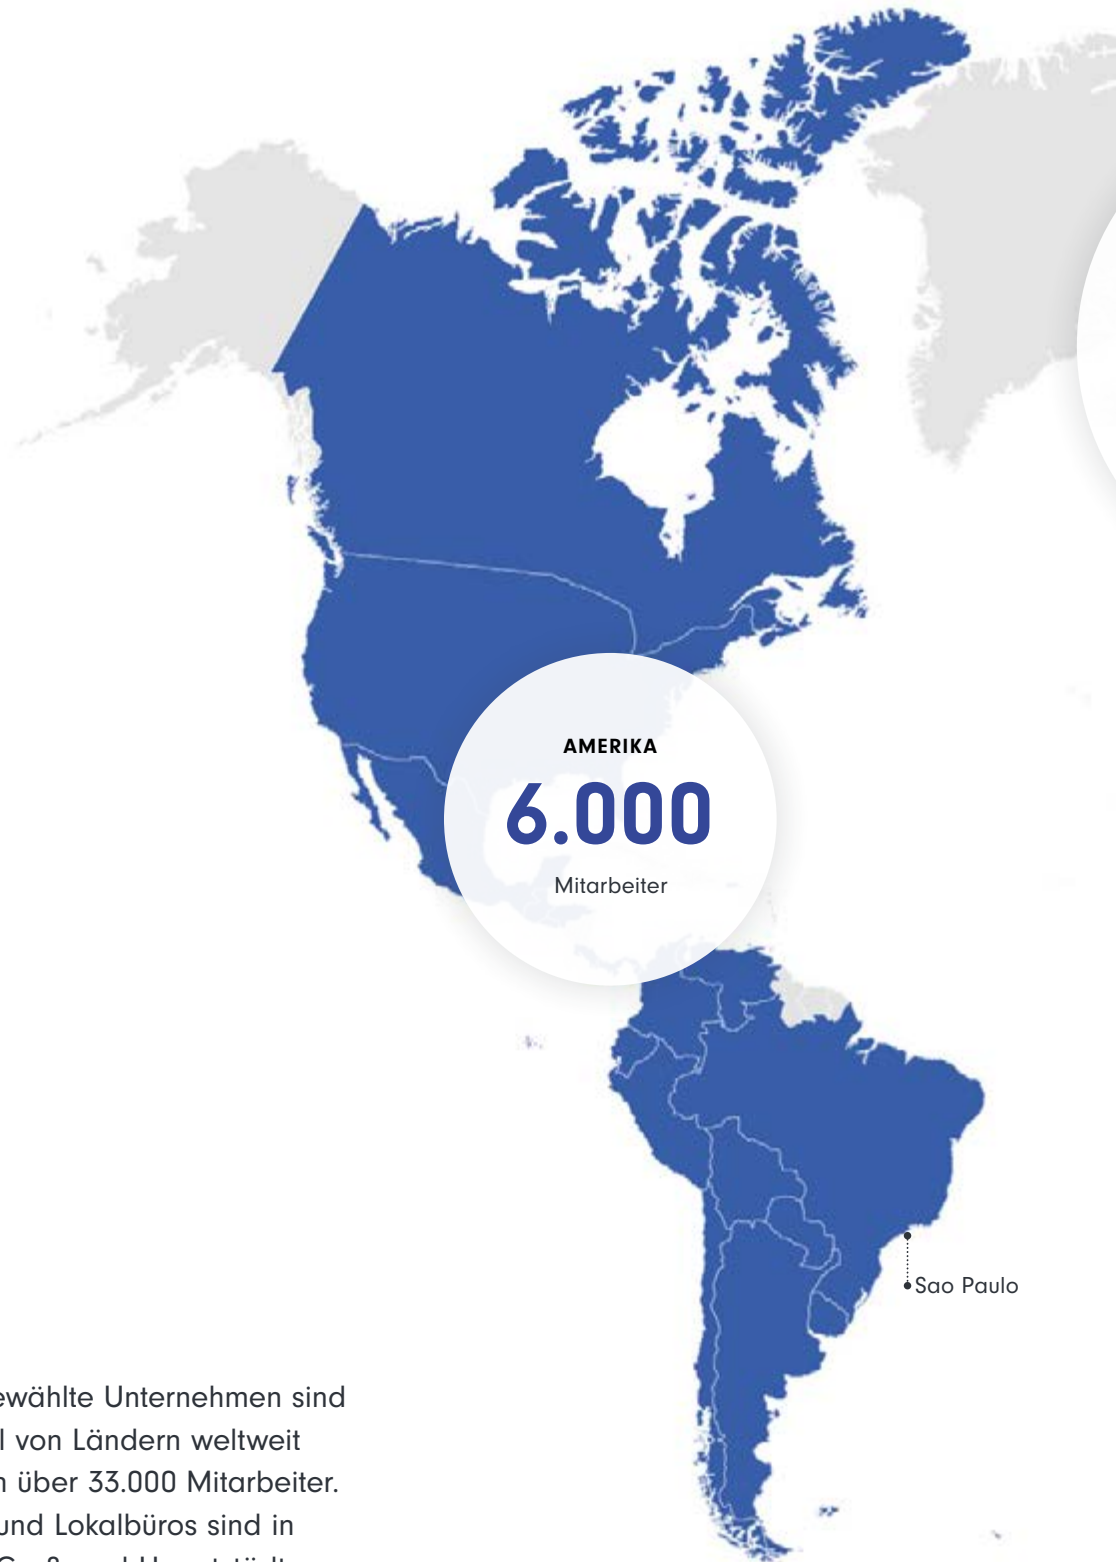 AMERIKA
6.000
Mitarbeiter
Sao Paulo
ewählte Unternehmen sind
l von Ländern weltweit
n über 33.000 Mitarbeiter.
und Lokalbüros sind in